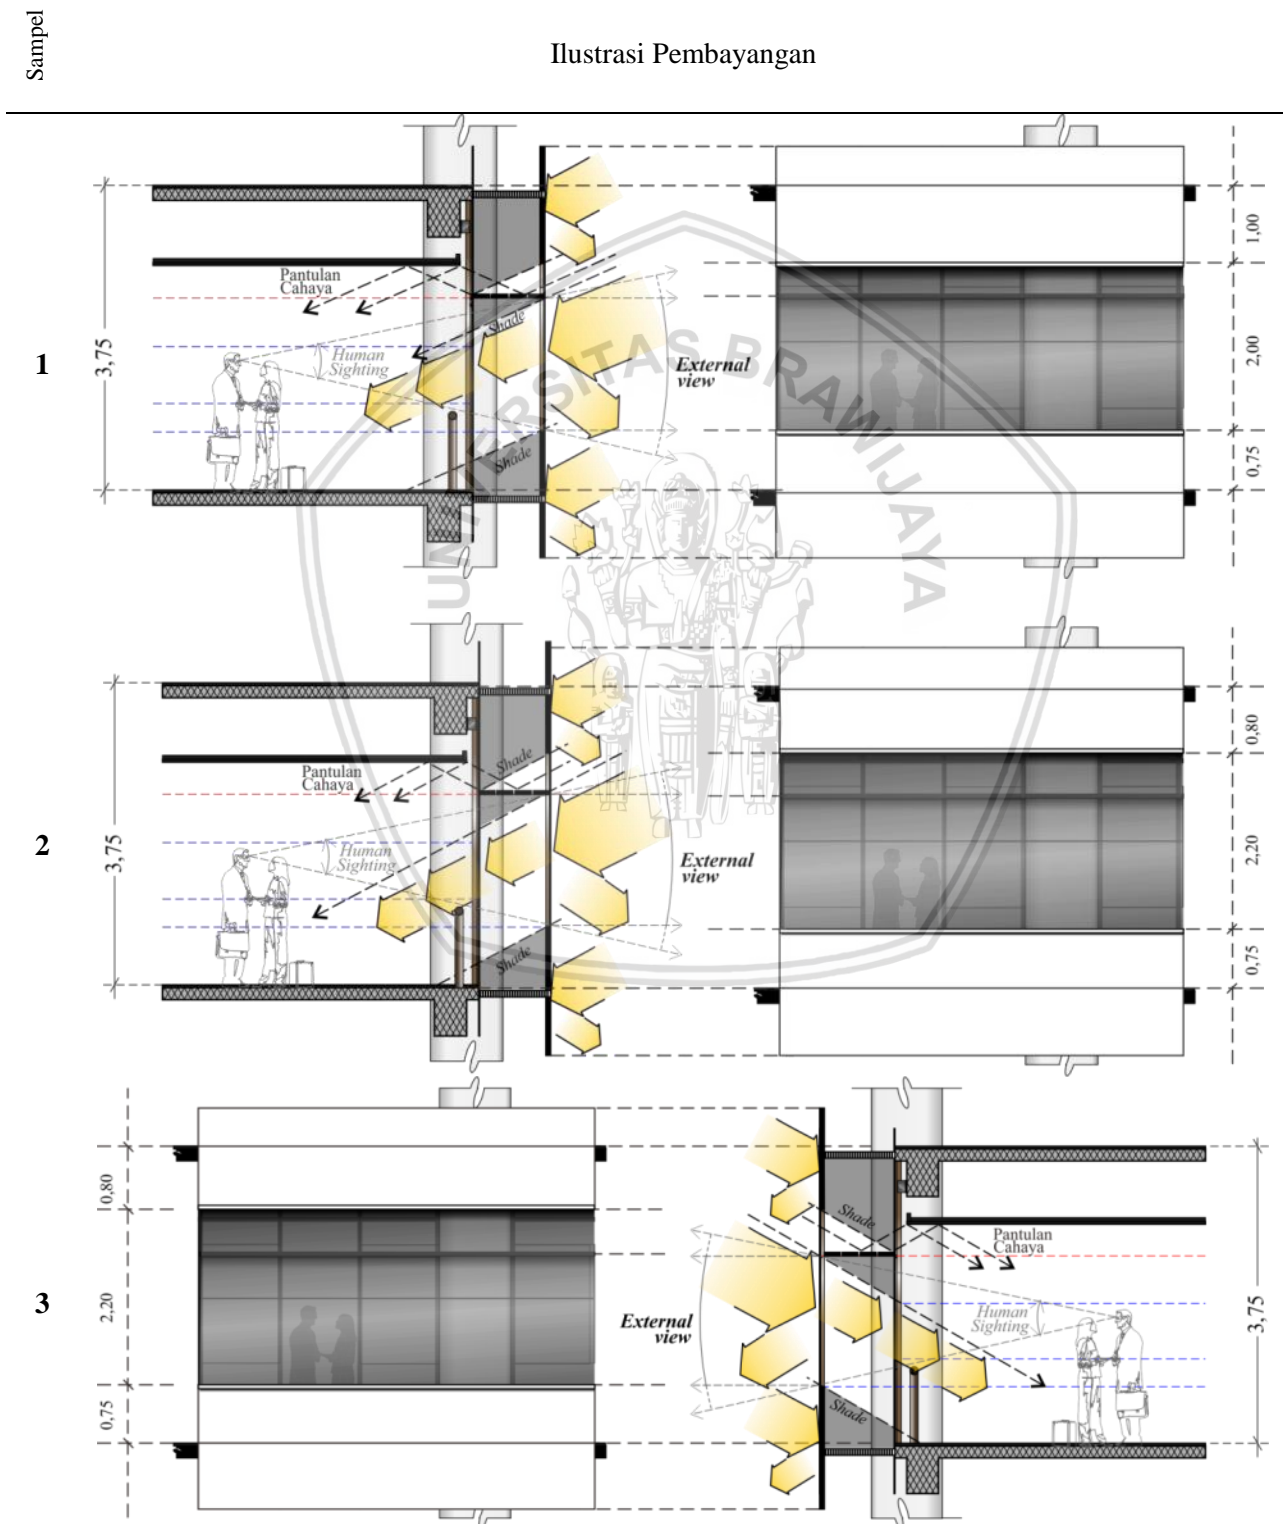 Sampel
Ilustrasi Pembayangan
1
3,75
Pantulan
Cahaya
Human
Sighting
Shade
Shade
External
view
1,00
2,00
0,75
UNIVERSITAS BRAWIJAYA
2
3,75
Pantulan
Cahaya
Human
Sighting
Shade
Shade
External
view
0,80
2,20
0,75
3
0,80
2,20
0,75
External
view
Shade
Shade
Pantulan
Cahaya
Human
Sighting
3,75